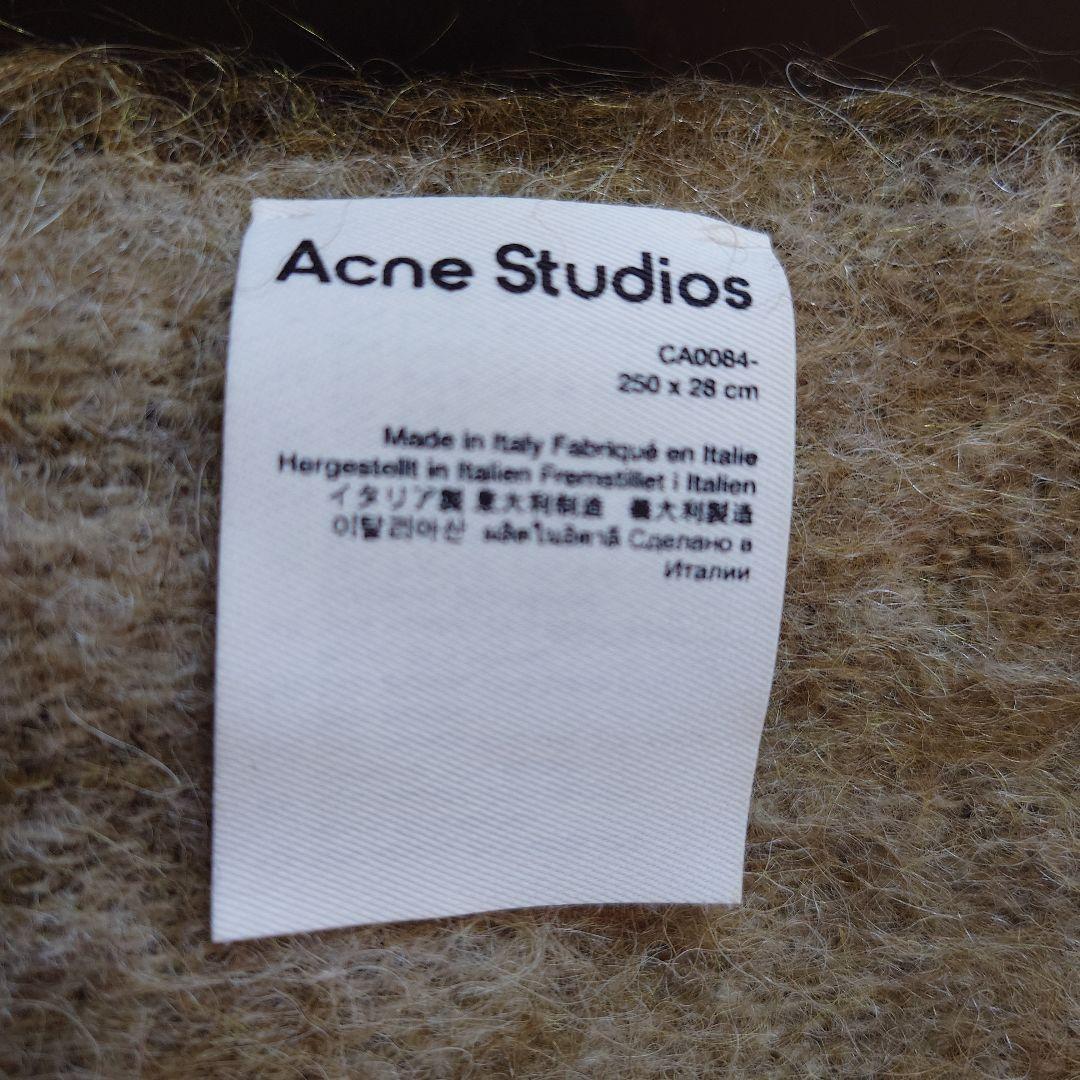 Acne Studios
CA0084-
250 x 28 cm
Made in Italy Fabriqué en Italie
Hergestellt in Italien Fremstillet i Italien
イタリア製 意大利制造 義大利製造
이탈리아산 ผลิตในอิตาลี Сделано в
Италии